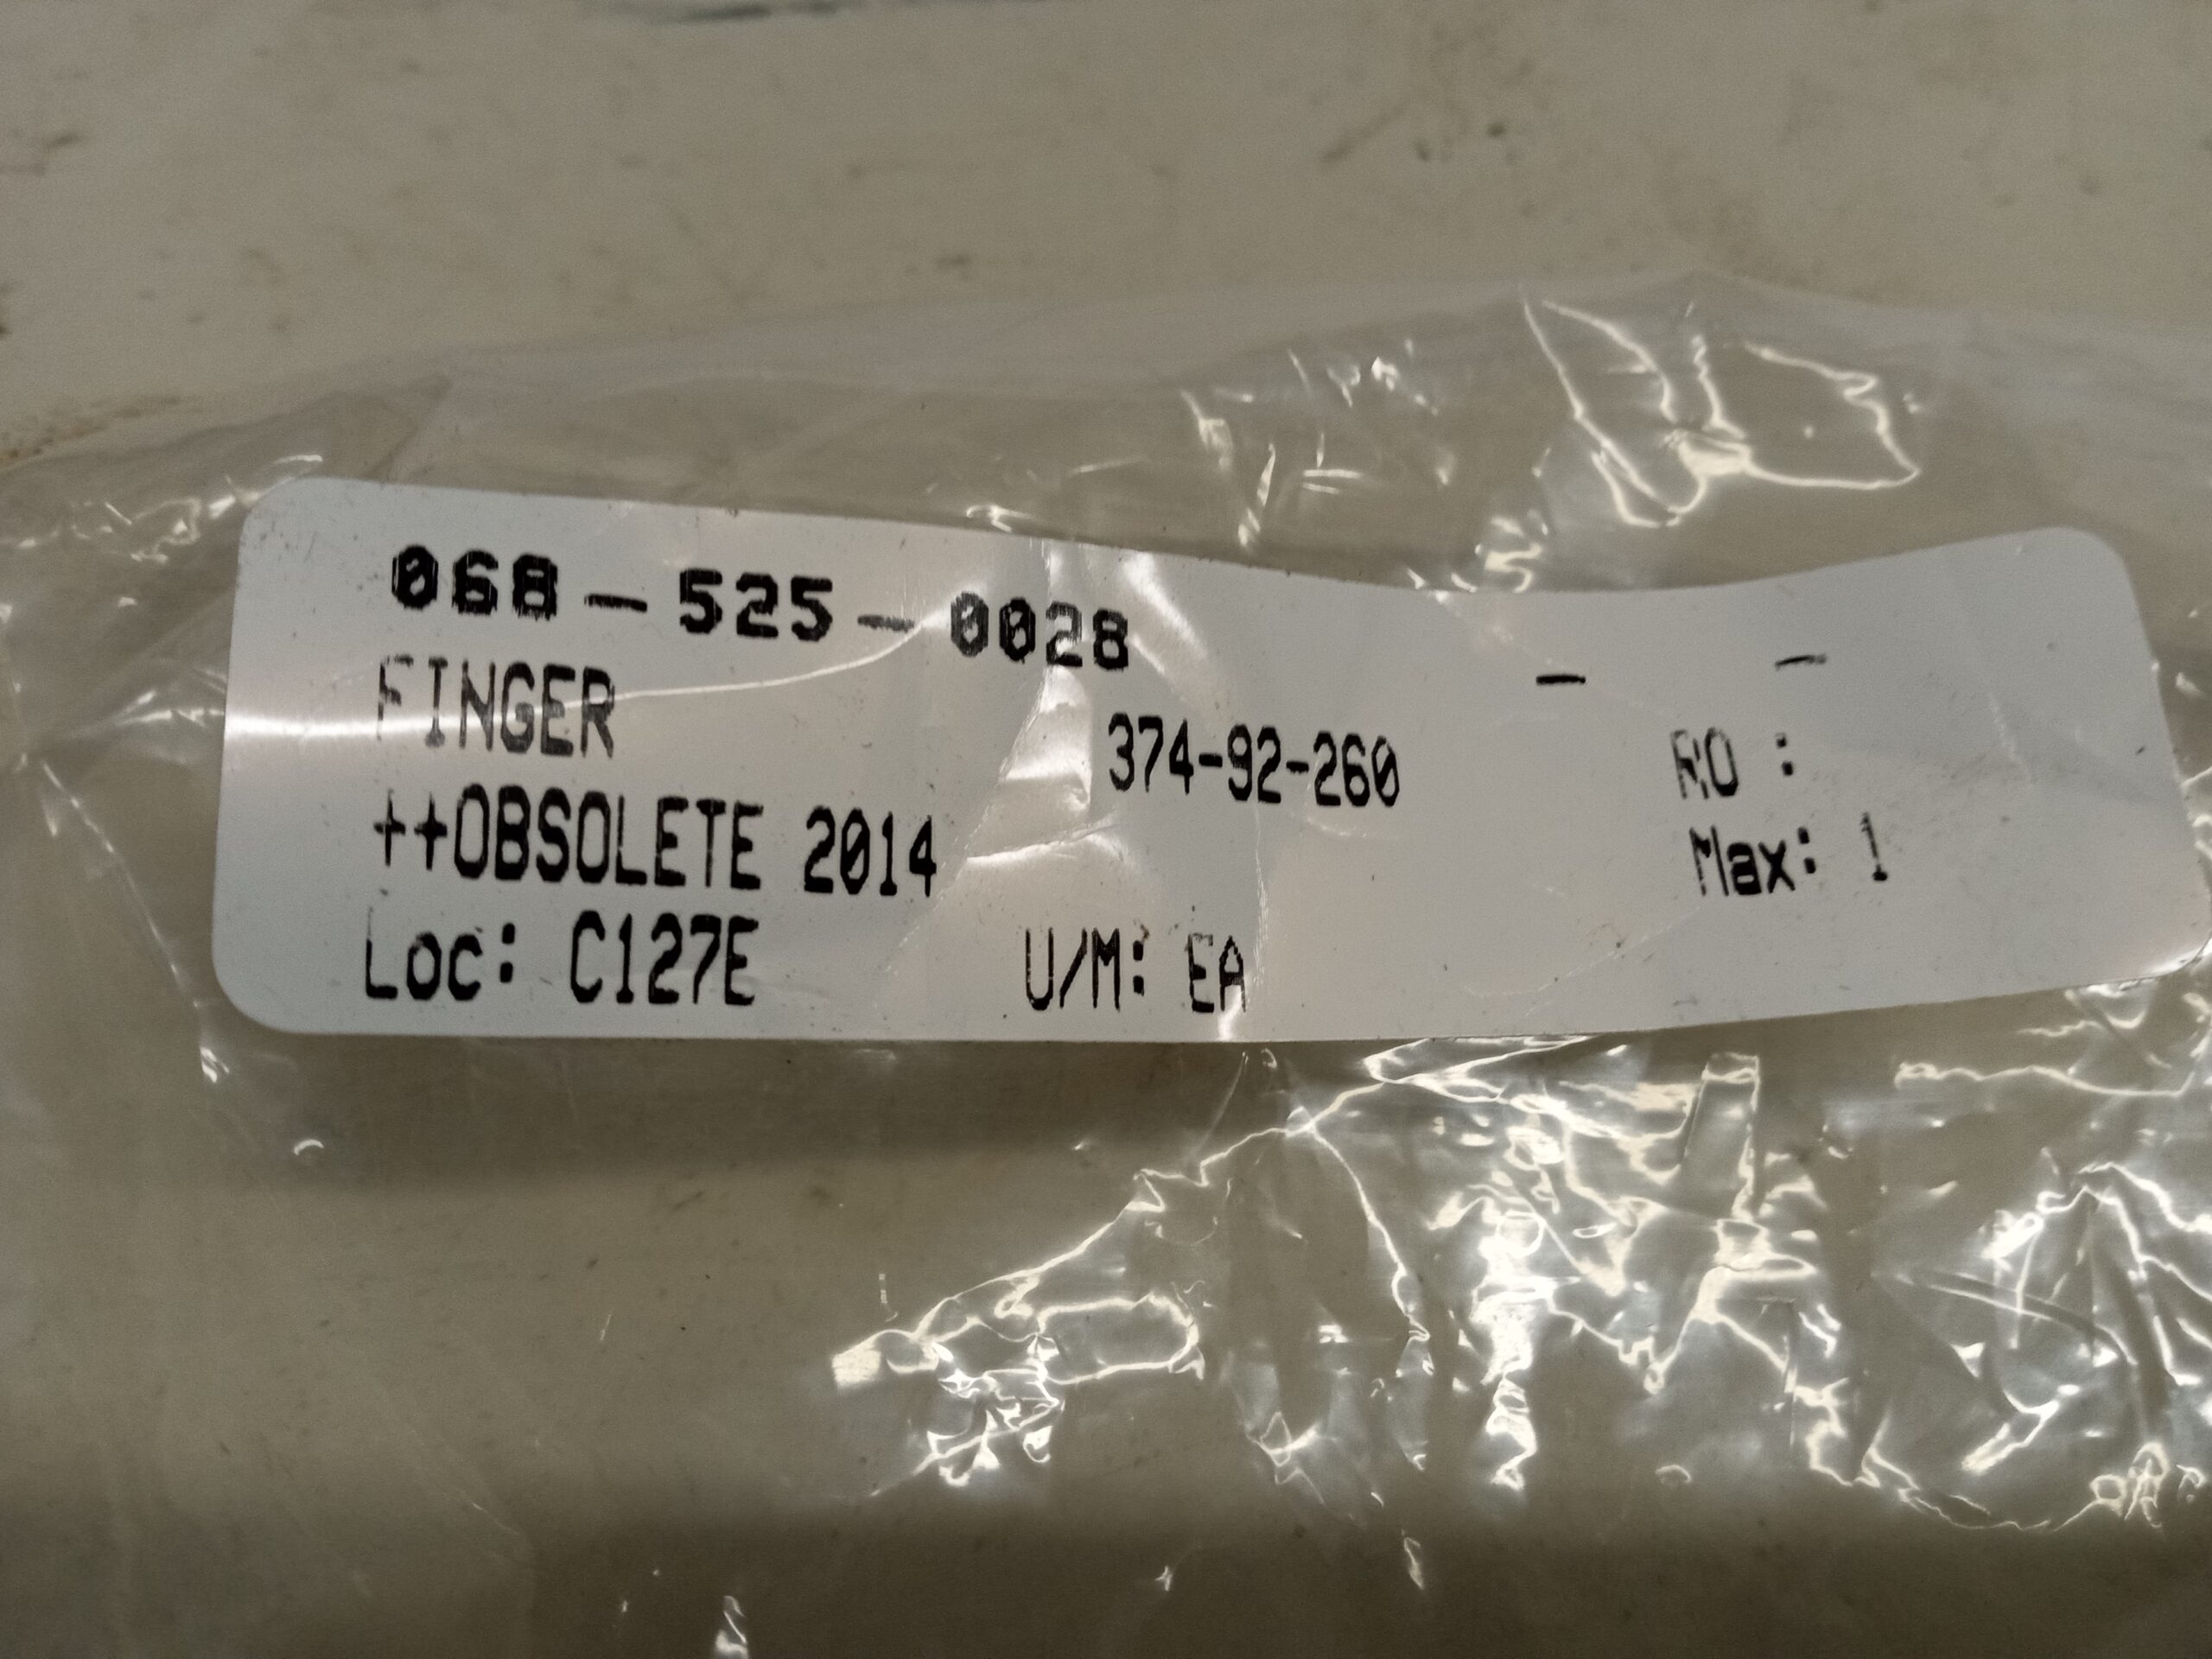 068-525-0028 - -
FINGER 374-92-260 RO :
++OBSOLETE 2014 Max: 1
Loc: C127E U/M: EA